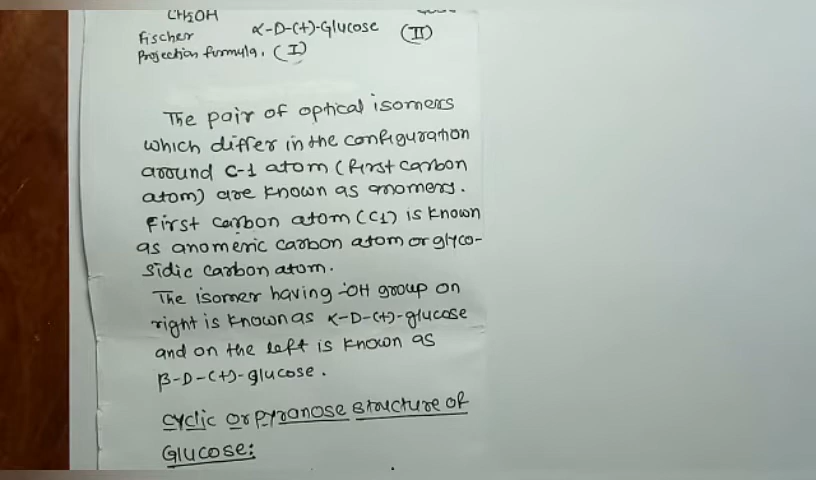 CH2OH
Fischer α-D-(+)-Glucose (II)
Projection formula. (I)
The pair of optical isomers
which differ in the configuration
around C-1 atom (first carbon
atom) are known as anomers.
First carbon atom (C1) is known
as anomeric carbon atom or glyco-
sidic carbon atom.
The isomer having -OH group on
right is known as α-D-(+)-glucose
and on the left is known as
β-D-(+)-glucose.
Cyclic or pyranose structure of
Glucose: